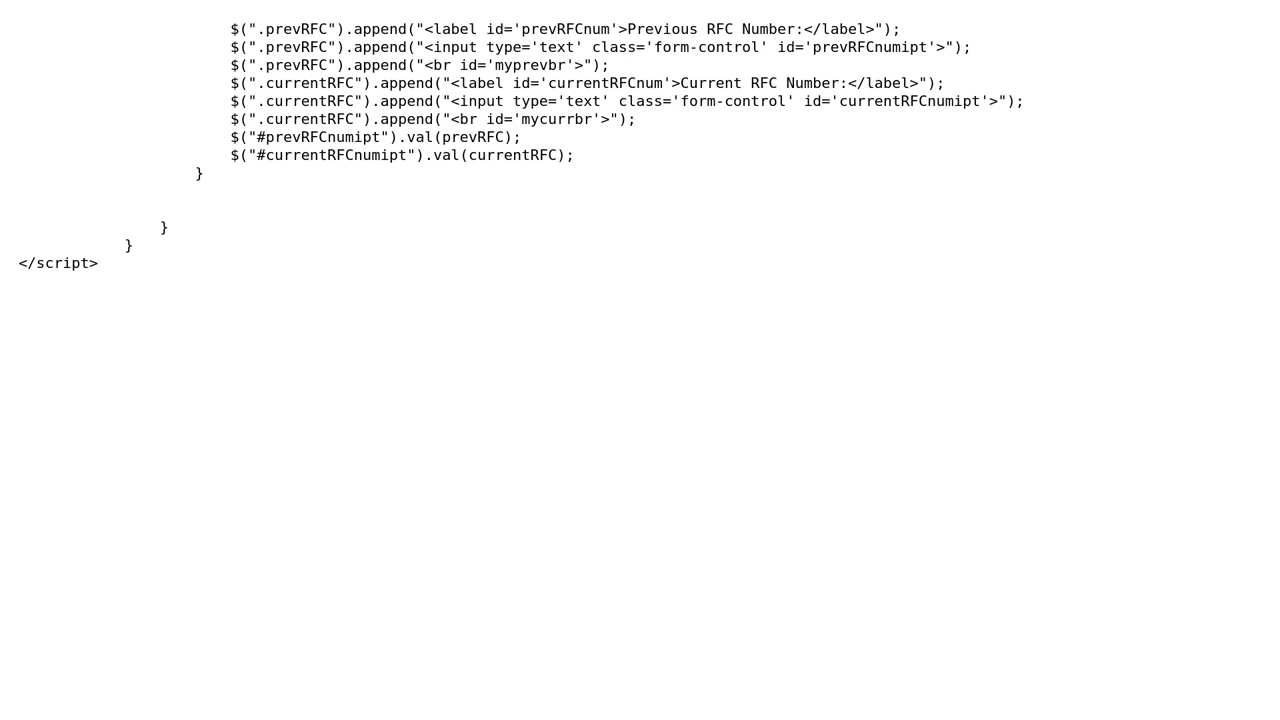 $(".prevRFC").append("<label id='prevRFCnum'>Previous RFC Number:</label>");
$(".prevRFC").append("<input type='text' class='form-control' id='prevRFCnumipt'>");
$(".prevRFC").append("<br id='myprevbr'>");
$(".currentRFC").append("<label id='currentRFCnum'>Current RFC Number:</label>");
$(".currentRFC").append("<input type='text' class='form-control' id='currentRFCnumipt'>");
$(".currentRFC").append("<br id='mycurrbr'>");
$("#prevRFCnumipt").val(prevRFC);
$("#currentRFCnumipt").val(currentRFC);
}
}
}
</script>